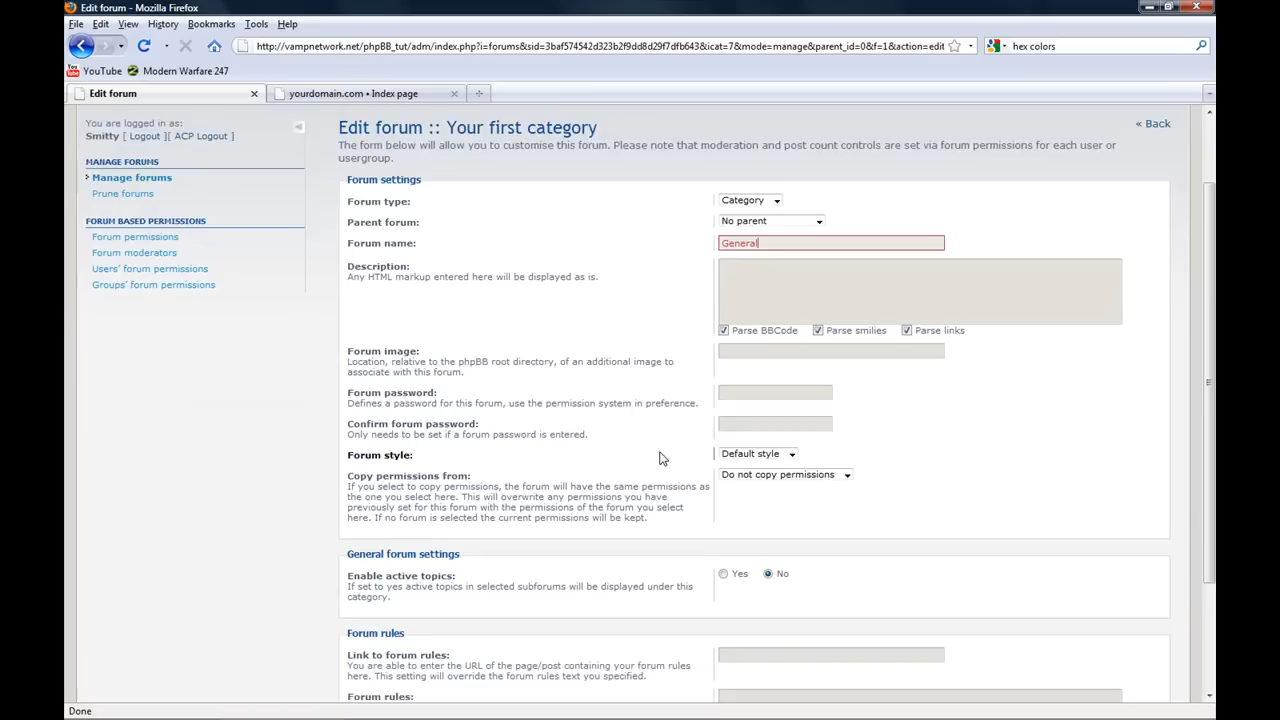 Edit forum - Mozilla Firefox
File Edit View History Bookmarks Tools Help
http://vampnetwork.net/phpBB_tut/adm/index.php?i=forums&sid=3baf574542d323b2f9dd8d29f7dfb643&icat=7&mode=manage&parent_id=0&f=1&action=edit
hex colors
YouTube Modern Warfare 247
Edit forum
yourdomain.com • Index page
You are logged in as:
Smitty [ Logout ][ ACP Logout ]
MANAGE FORUMS
Manage forums
Prune forums
FORUM BASED PERMISSIONS
Forum permissions
Forum moderators
Users' forum permissions
Groups' forum permissions
« Back
Edit forum :: Your first category
The form below will allow you to customise this forum. Please note that moderation and post count controls are set via forum permissions for each user or
usergroup.
Forum settings
Forum type: Category
Parent forum: No parent
Forum name: General
Description:
Any HTML markup entered here will be displayed as is.
Parse BBCode Parse smilies Parse links
Forum image:
Location, relative to the phpBB root directory, of an additional image to
associate with this forum.
Forum password:
Defines a password for this forum, use the permission system in preference.
Confirm forum password:
Only needs to be set if a forum password is entered.
Forum style: Default style
Copy permissions from: Do not copy permissions
If you select to copy permissions, the forum will have the same permissions as
the one you select here. This will overwrite any permissions you have
previously set for this forum with the permissions of the forum you select
here. If no forum is selected the current permissions will be kept.
General forum settings
Enable active topics: Yes No
If set to yes active topics in selected subforums will be displayed under this
category.
Forum rules
Link to forum rules:
You are able to enter the URL of the page/post containing your forum rules
here. This setting will override the forum rules text you specified.
Forum rules:
Done